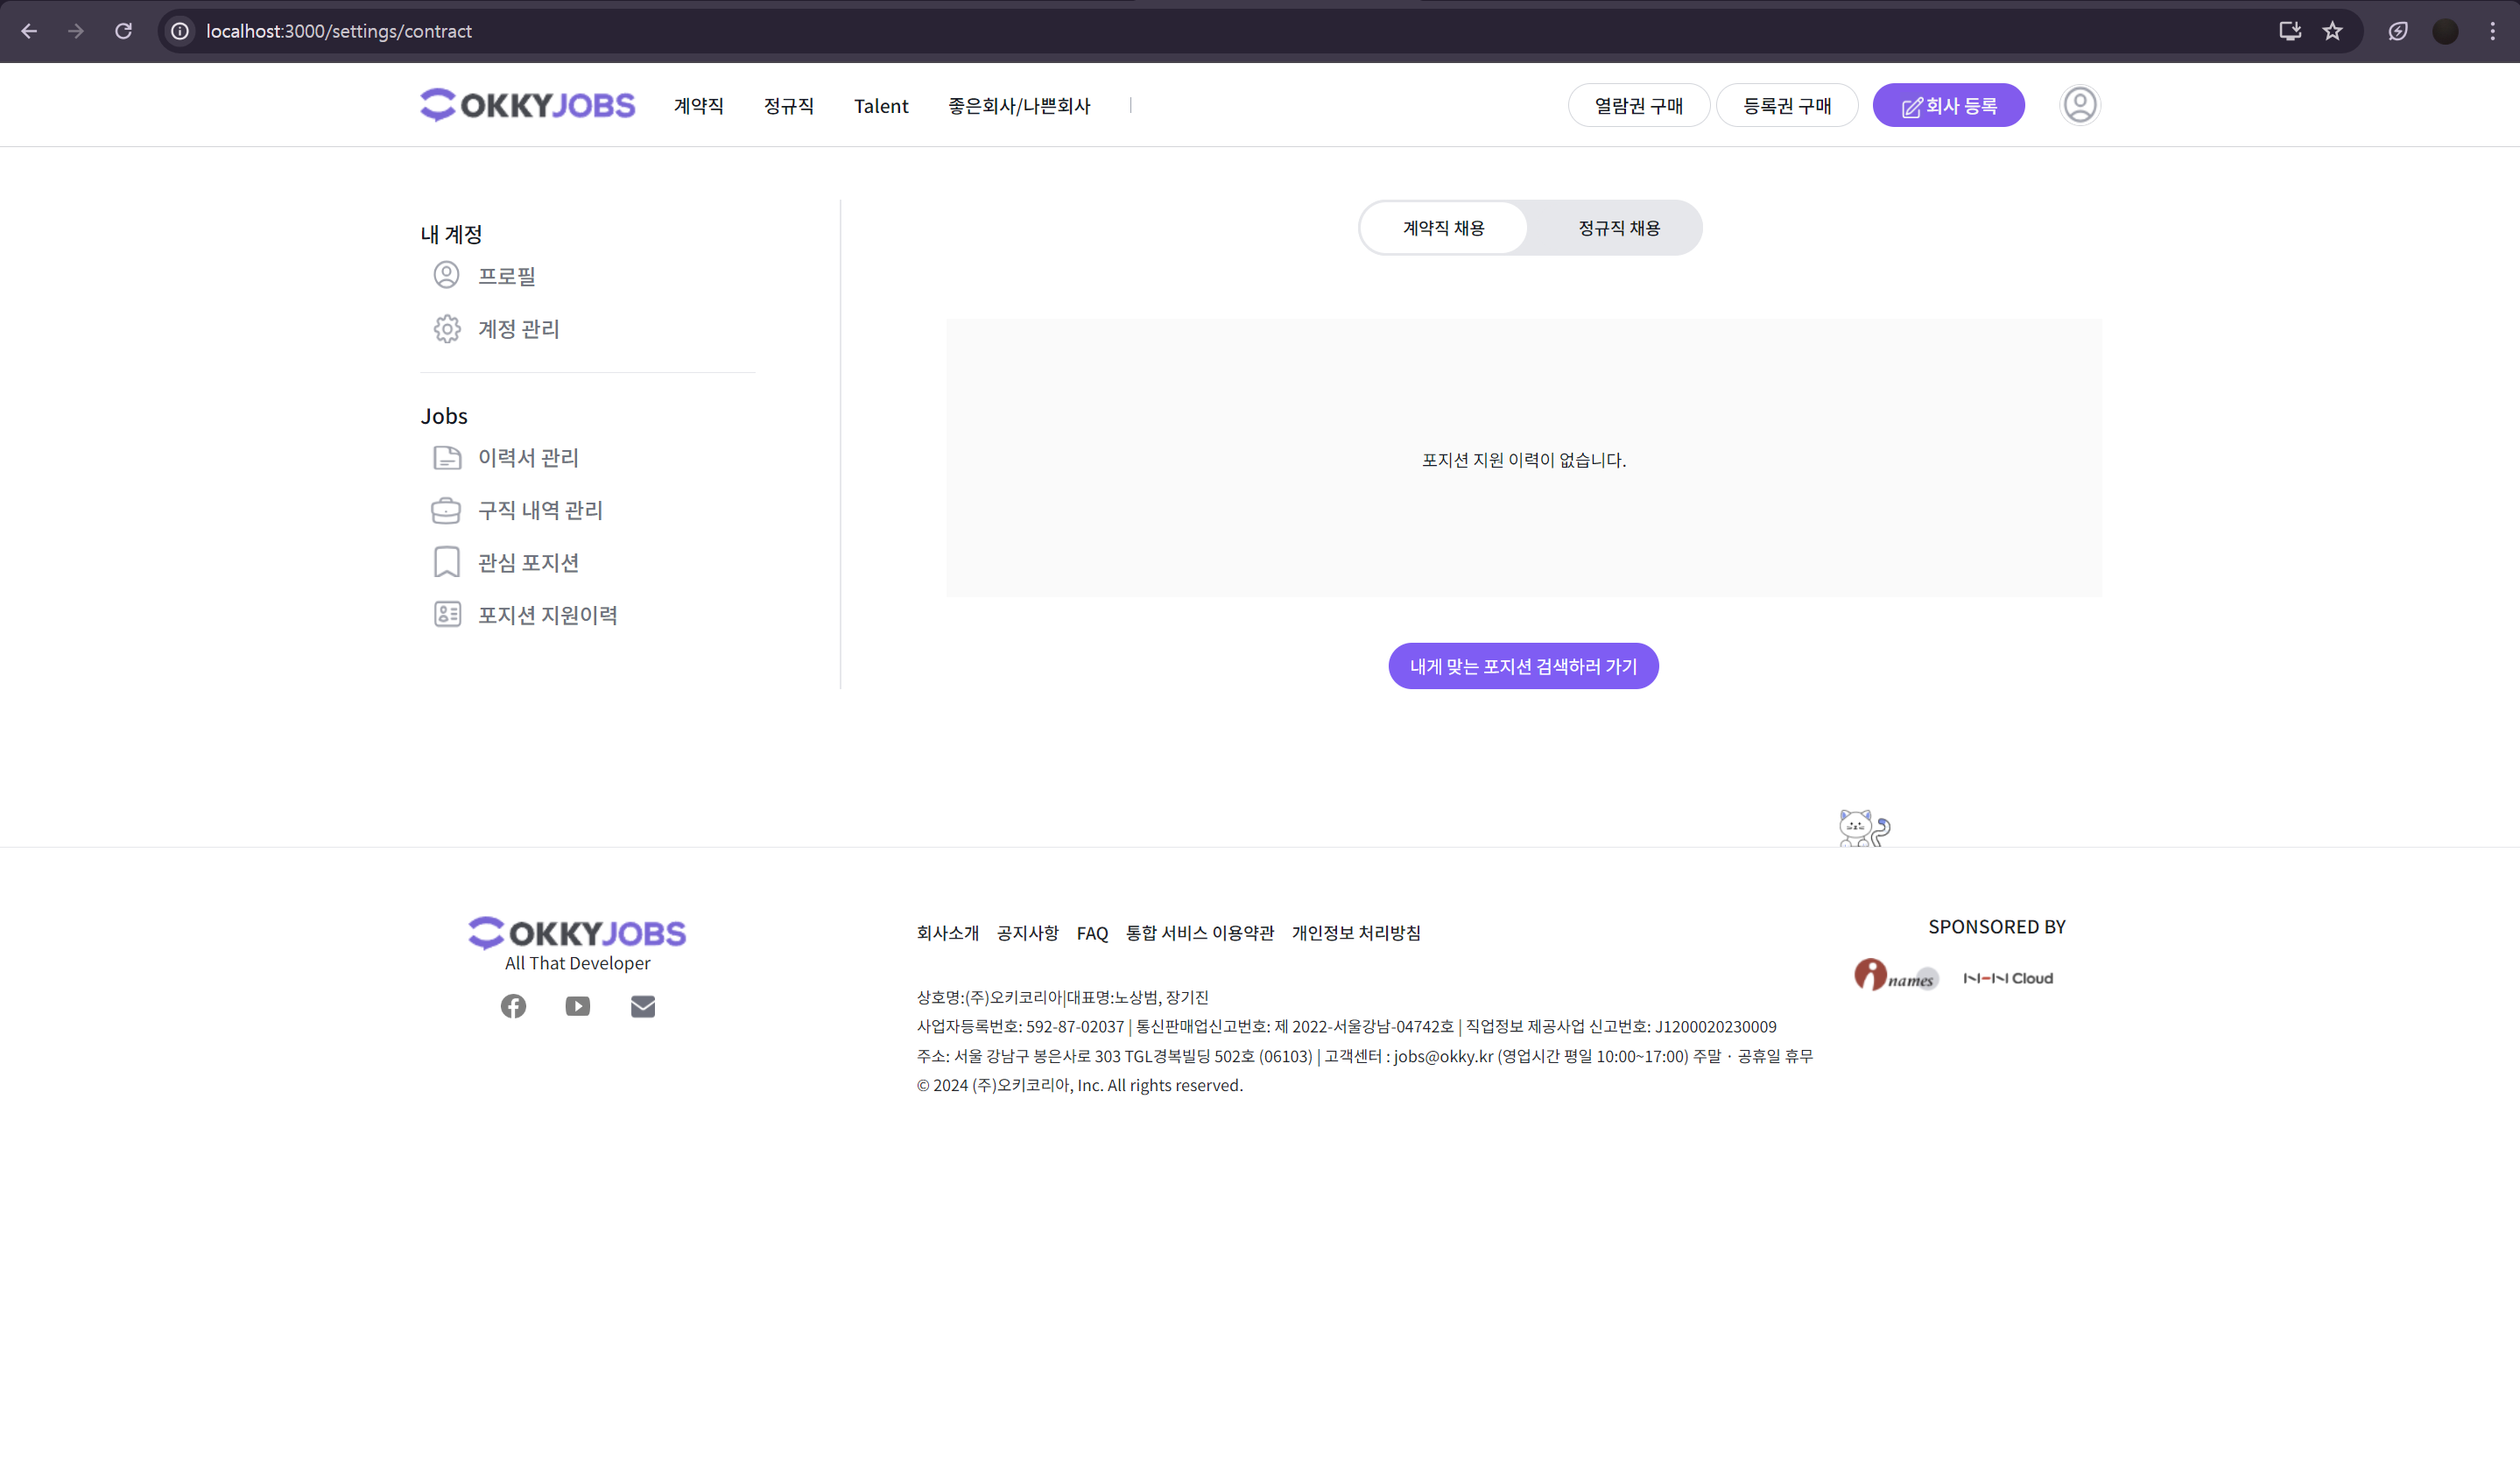 localhost:3000/settings/contract
OKKYJOBS 계약직 정규직 Talent 좋은회사/나쁜회사 | 열람권 구매 등록권 구매 회사 등록
계약직 채용 정규직 채용
내 계정
프로필
계정 관리
Jobs
이력서 관리
구직 내역 관리
관심 포지션
포지션 지원이력
포지션 지원 이력이 없습니다.
내게 맞는 포지션 검색하러 가기
OKKYJOBS
All That Developer
회사소개 공지사항 FAQ 통합 서비스 이용약관 개인정보 처리방침
상호명:(주)오키코리아|대표명:노상범, 장기진
사업자등록번호: 592-87-02037 | 통신판매업신고번호: 제 2022-서울강남-04742호 | 직업정보 제공사업 신고번호: J1200020230009
주소: 서울 강남구 봉은사로 303 TGL경복빌딩 502호 (06103) | 고객센터 : jobs@okky.kr (영업시간 평일 10:00~17:00) 주말 · 공휴일 휴무
© 2024 (주)오키코리아, Inc. All rights reserved.
SPONSORED BY
inames NHN Cloud